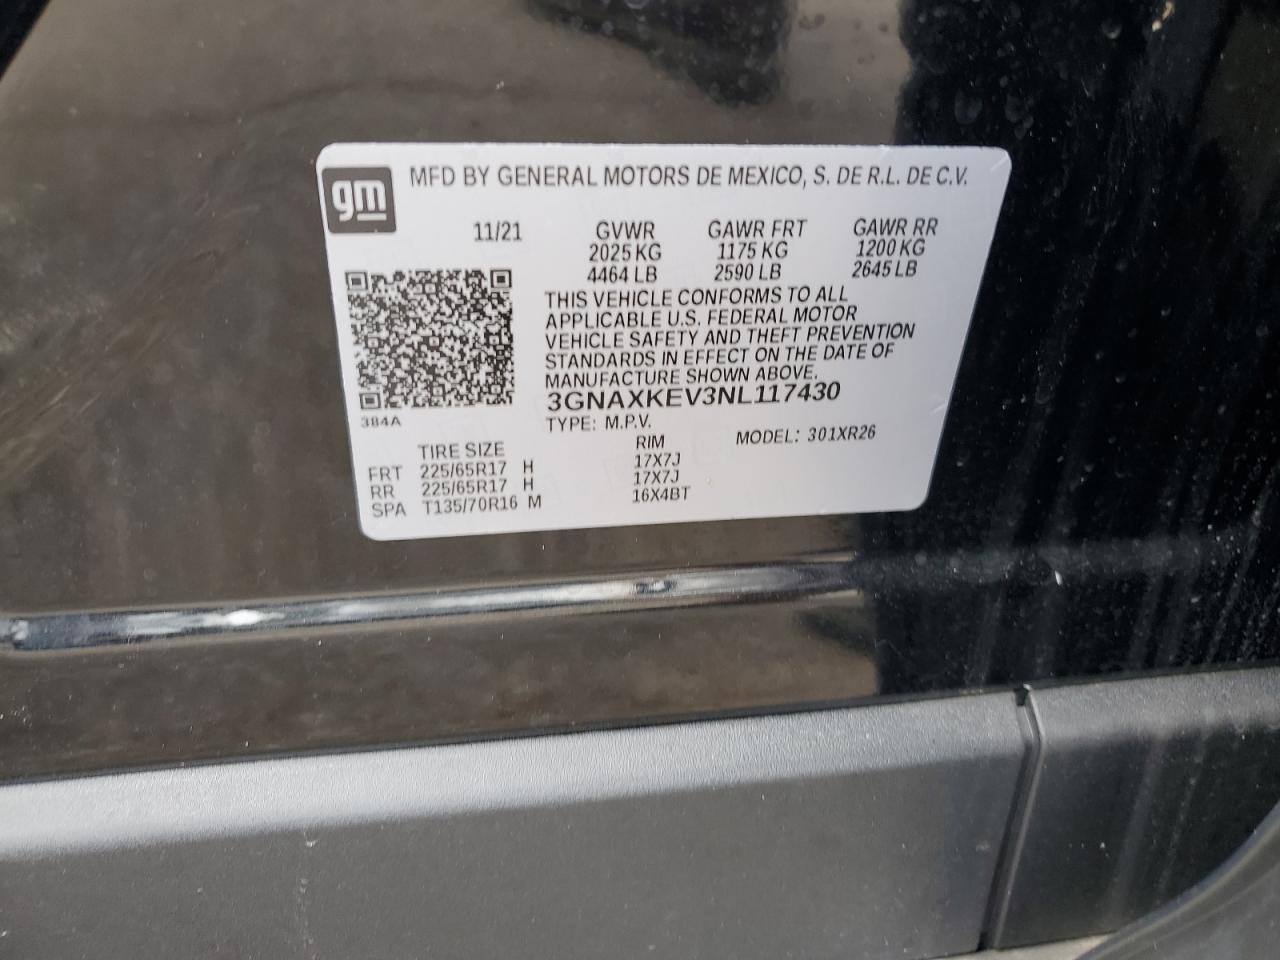 gm
MFD BY GENERAL MOTORS DE MEXICO, S. DE R.L. DE C.V.
11/21 GVWR GAWR FRT GAWR RR
2025 KG 1175 KG 1200 KG
4464 LB 2590 LB 2645 LB
THIS VEHICLE CONFORMS TO ALL
APPLICABLE U.S. FEDERAL MOTOR
VEHICLE SAFETY AND THEFT PREVENTION
STANDARDS IN EFFECT ON THE DATE OF
MANUFACTURE SHOWN ABOVE.
3GNAXKEV3NL117430
384A
TYPE: M.P.V.
MODEL: 301XR26
TIRE SIZE RIM
FRT 225/65R17 H 17X7J
RR 225/65R17 H 17X7J
SPA T135/70R16 M 16X4BT